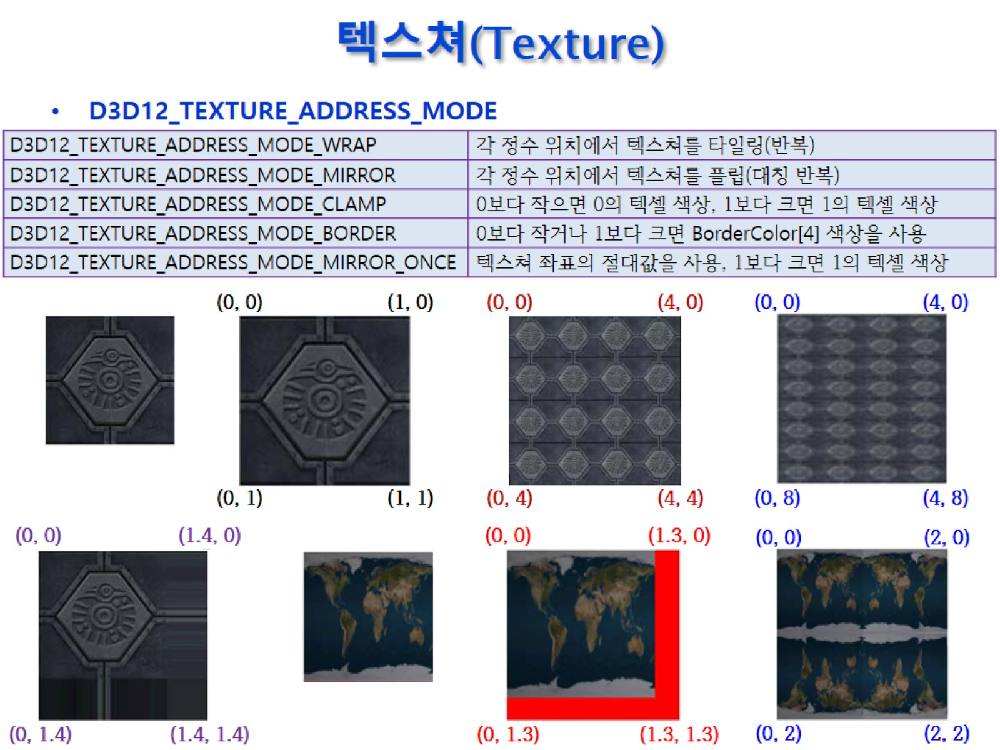 텍스쳐(Texture)
• D3D12_TEXTURE_ADDRESS_MODE
D3D12_TEXTURE_ADDRESS_MODE_WRAP 각 정수 위치에서 텍스쳐를 타일링(반복)
D3D12_TEXTURE_ADDRESS_MODE_MIRROR 각 정수 위치에서 텍스쳐를 플립(대칭 반복)
D3D12_TEXTURE_ADDRESS_MODE_CLAMP 0보다 작으면 0의 텍셀 색상, 1보다 크면 1의 텍셀 색상
D3D12_TEXTURE_ADDRESS_MODE_BORDER 0보다 작거나 1보다 크면 BorderColor[4] 색상을 사용
D3D12_TEXTURE_ADDRESS_MODE_MIRROR_ONCE 텍스쳐 좌표의 절대값을 사용, 1보다 크면 1의 텍셀 색상
(0, 0) (1, 0) (0, 0) (4, 0) (0, 0) (4, 0)
(0, 1) (1, 1) (0, 4) (4, 4) (0, 8) (4, 8)
(0, 0) (1.4, 0) (0, 0) (1.3, 0) (0, 0) (2, 0)
(0, 1.4) (1.4, 1.4) (0, 1.3) (1.3, 1.3) (0, 2) (2, 2)